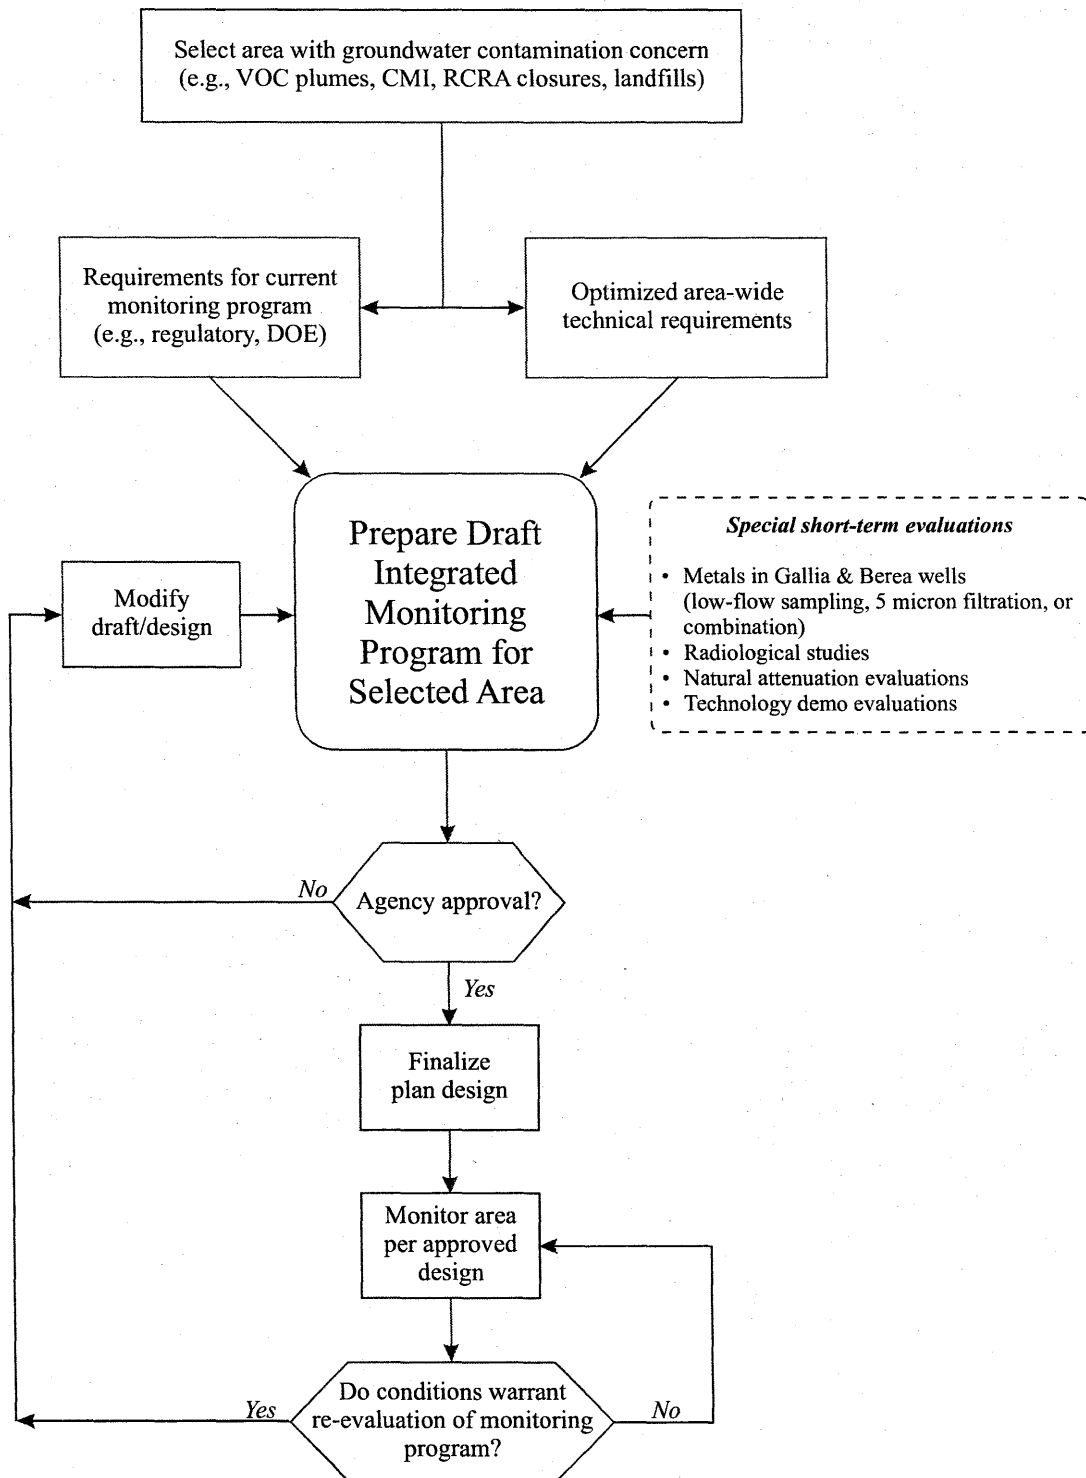 Select area with groundwater contamination concern
(e.g., VOC plumes, CMI, RCRA closures, landfills)
Requirements for current
monitoring program
(e.g., regulatory, DOE)
Optimized area-wide
technical requirements
Prepare Draft
Integrated
Monitoring
Program for
Selected Area
Special short-term evaluations
• Metals in Gallia & Berea wells
(low-flow sampling, 5 micron filtration, or
combination)
• Radiological studies
• Natural attenuation evaluations
• Technology demo evaluations
Modify
draft/design
No
Agency approval?
Yes
Finalize
plan design
Monitor area
per approved
design
Yes
Do conditions warrant
re-evaluation of monitoring
program?
No